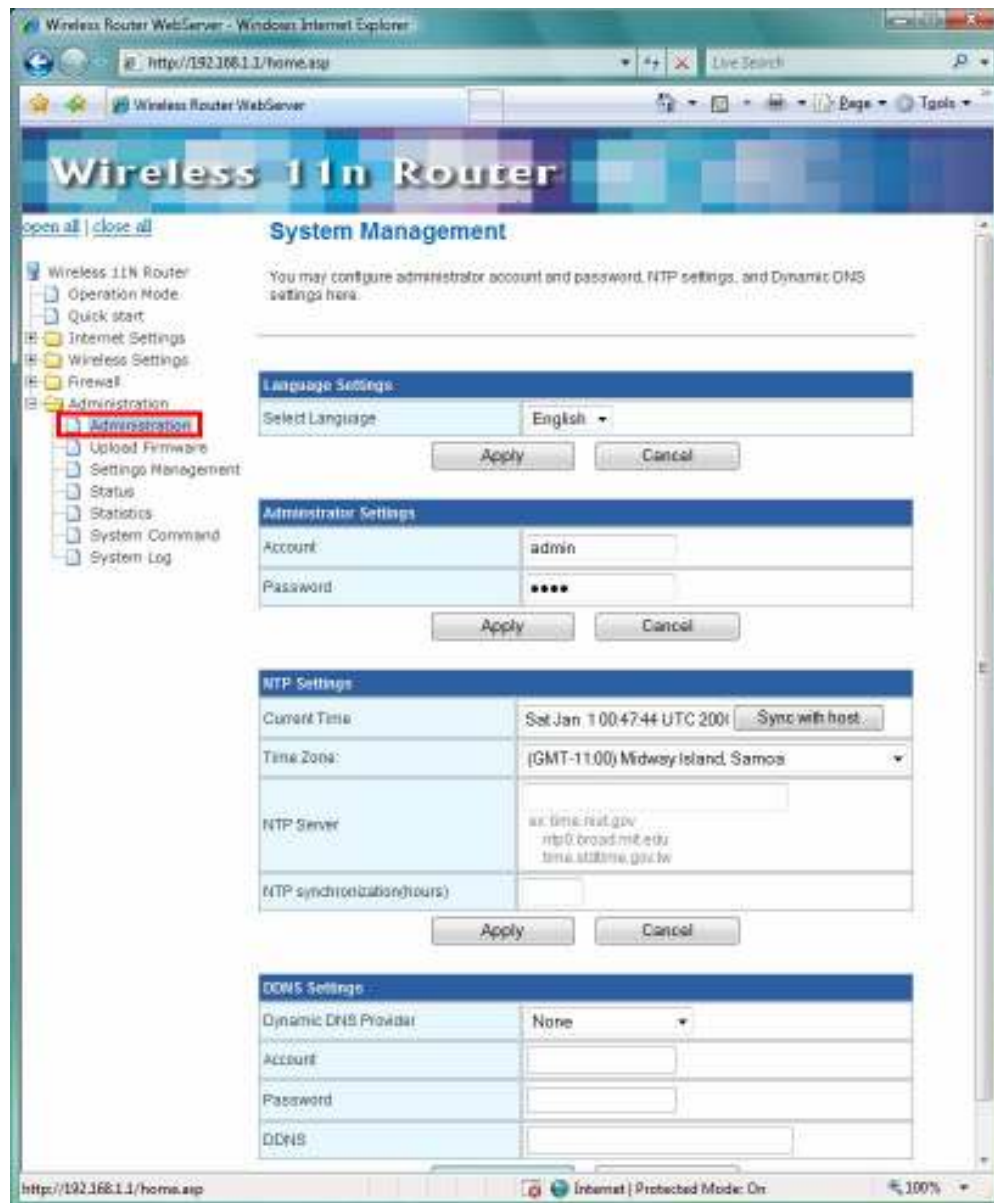 Wireless Router WebServer - Windows Internet Explorer
http://192.168.1.1/home.asp
Live Search
Wireless Router WebServer
Page
Tools
Wireless 11n Router
open all | close all
Wireless 11N Router
Operation Mode
Quick start
Internet Settings
Wireless Settings
Firewall
Administration
Administration
Upload Firmware
Settings Management
Status
Statistics
System Command
System Log
System Management
You may configure administrator account and password, NTP settings, and Dynamic DNS
settings here.
Language Settings
Select Language
English
Apply
Cancel
Adminstrator Settings
Account
admin
Password
Apply
Cancel
NTP Settings
Current Time
Sat Jan 1 00:47:44 UTC 200
Sync with host
Time Zone:
(GMT-11:00) Midway Island, Samoa
NTP Server
ex: time.nist.gov
ntp0.broad.mit.edu
time.stdtime.gov.tw
NTP synchronization(hours)
Apply
Cancel
DDNS Settings
Dynamic DNS Provider
None
Account
Password
DDNS
http://192.168.1.1/home.asp
Internet | Protected Mode: On
100%